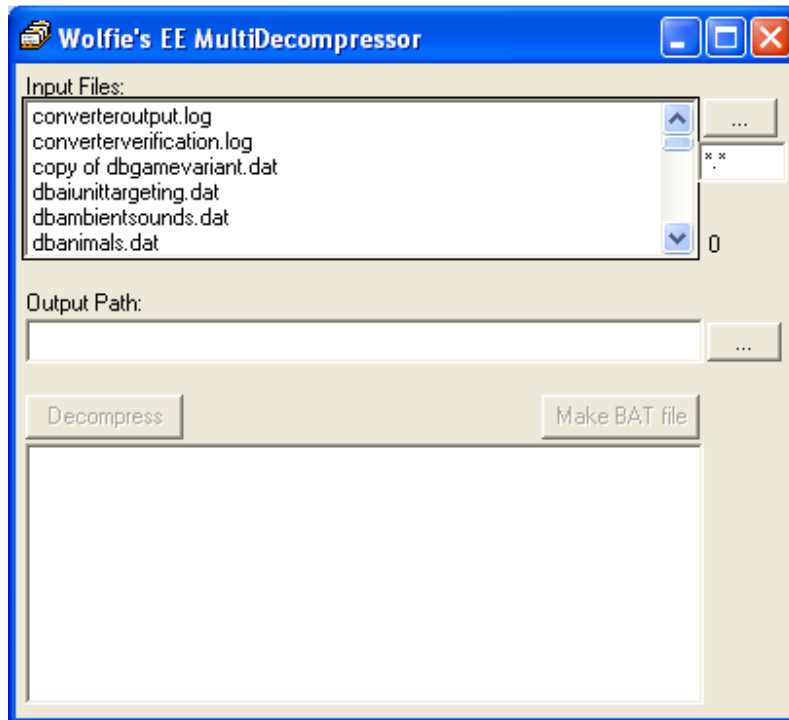 Wolfie's EE MultiDecompressor
Input Files:
converteroutput.log
...
converterverification.log
*.*
copy of dbgamevariant.dat
dbaiunittargeting.dat
dbambientsounds.dat
dbanimals.dat
0
Output Path:
...
Decompress
Make BAT file